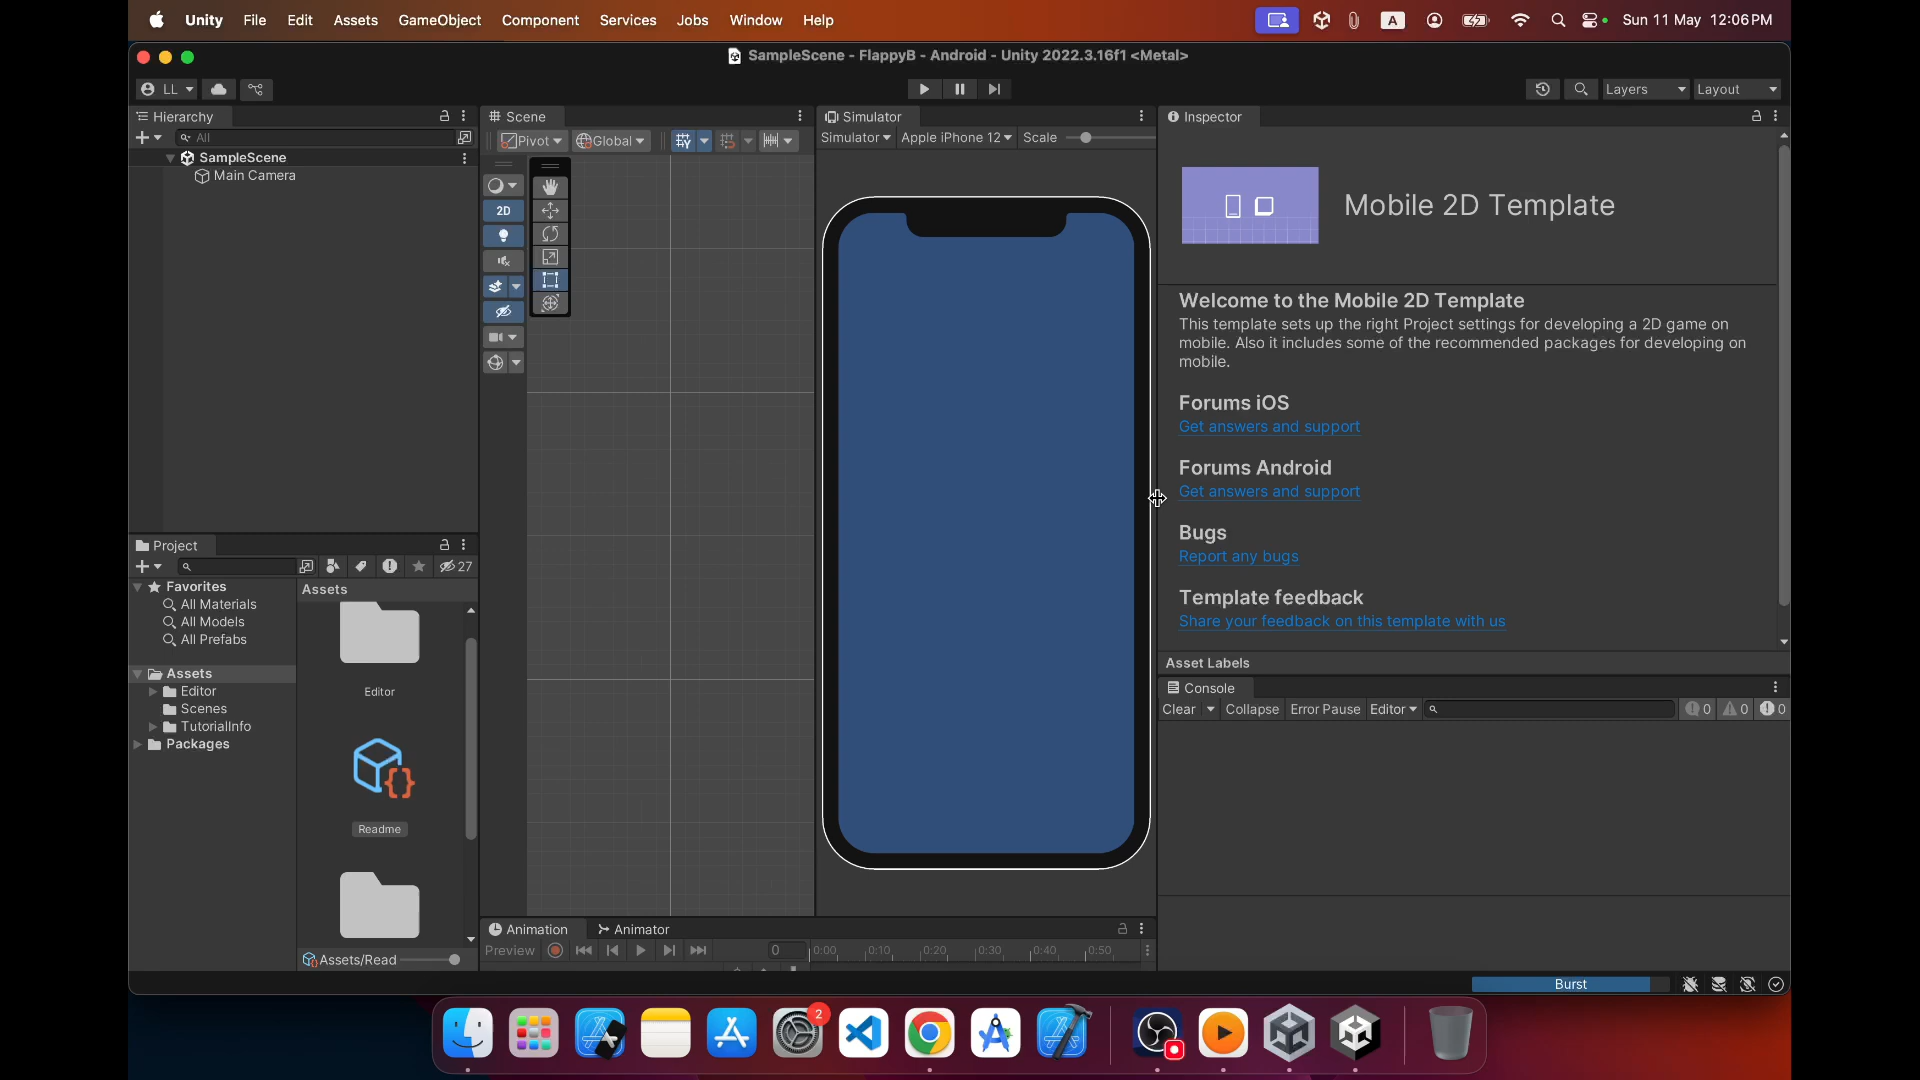 Unity File Edit Assets GameObject Component Services Jobs Window Help
A
Sun 11 May 12:06PM
SampleScene - FlappyB - Android - Unity 2022.3.16f1 <Metal>
LL
Layers Layout
Hierarchy
All
SampleScene
Main Camera
Scene
Pivot Global
2D
Simulator
Simulator Apple iPhone 12 Scale
Inspector
Mobile 2D Template
Welcome to the Mobile 2D Template
This template sets up the right Project settings for developing a 2D game on
mobile. Also it includes some of the recommended packages for developing on
mobile.
Forums iOS
Get answers and support
Forums Android
Get answers and support
Bugs
Report any bugs
Template feedback
Share your feedback on this template with us
Asset Labels
Console
Clear Collapse Error Pause Editor 0 0 0
Project
27
Favorites
All Materials
All Models
All Prefabs
Assets
Editor
Scenes
TutorialInfo
Packages
Assets
Editor
Readme
Assets/Read
Animation Animator
Preview 0 0:00 0:10 0:20 0:30 0:40 0:50
Burst
2